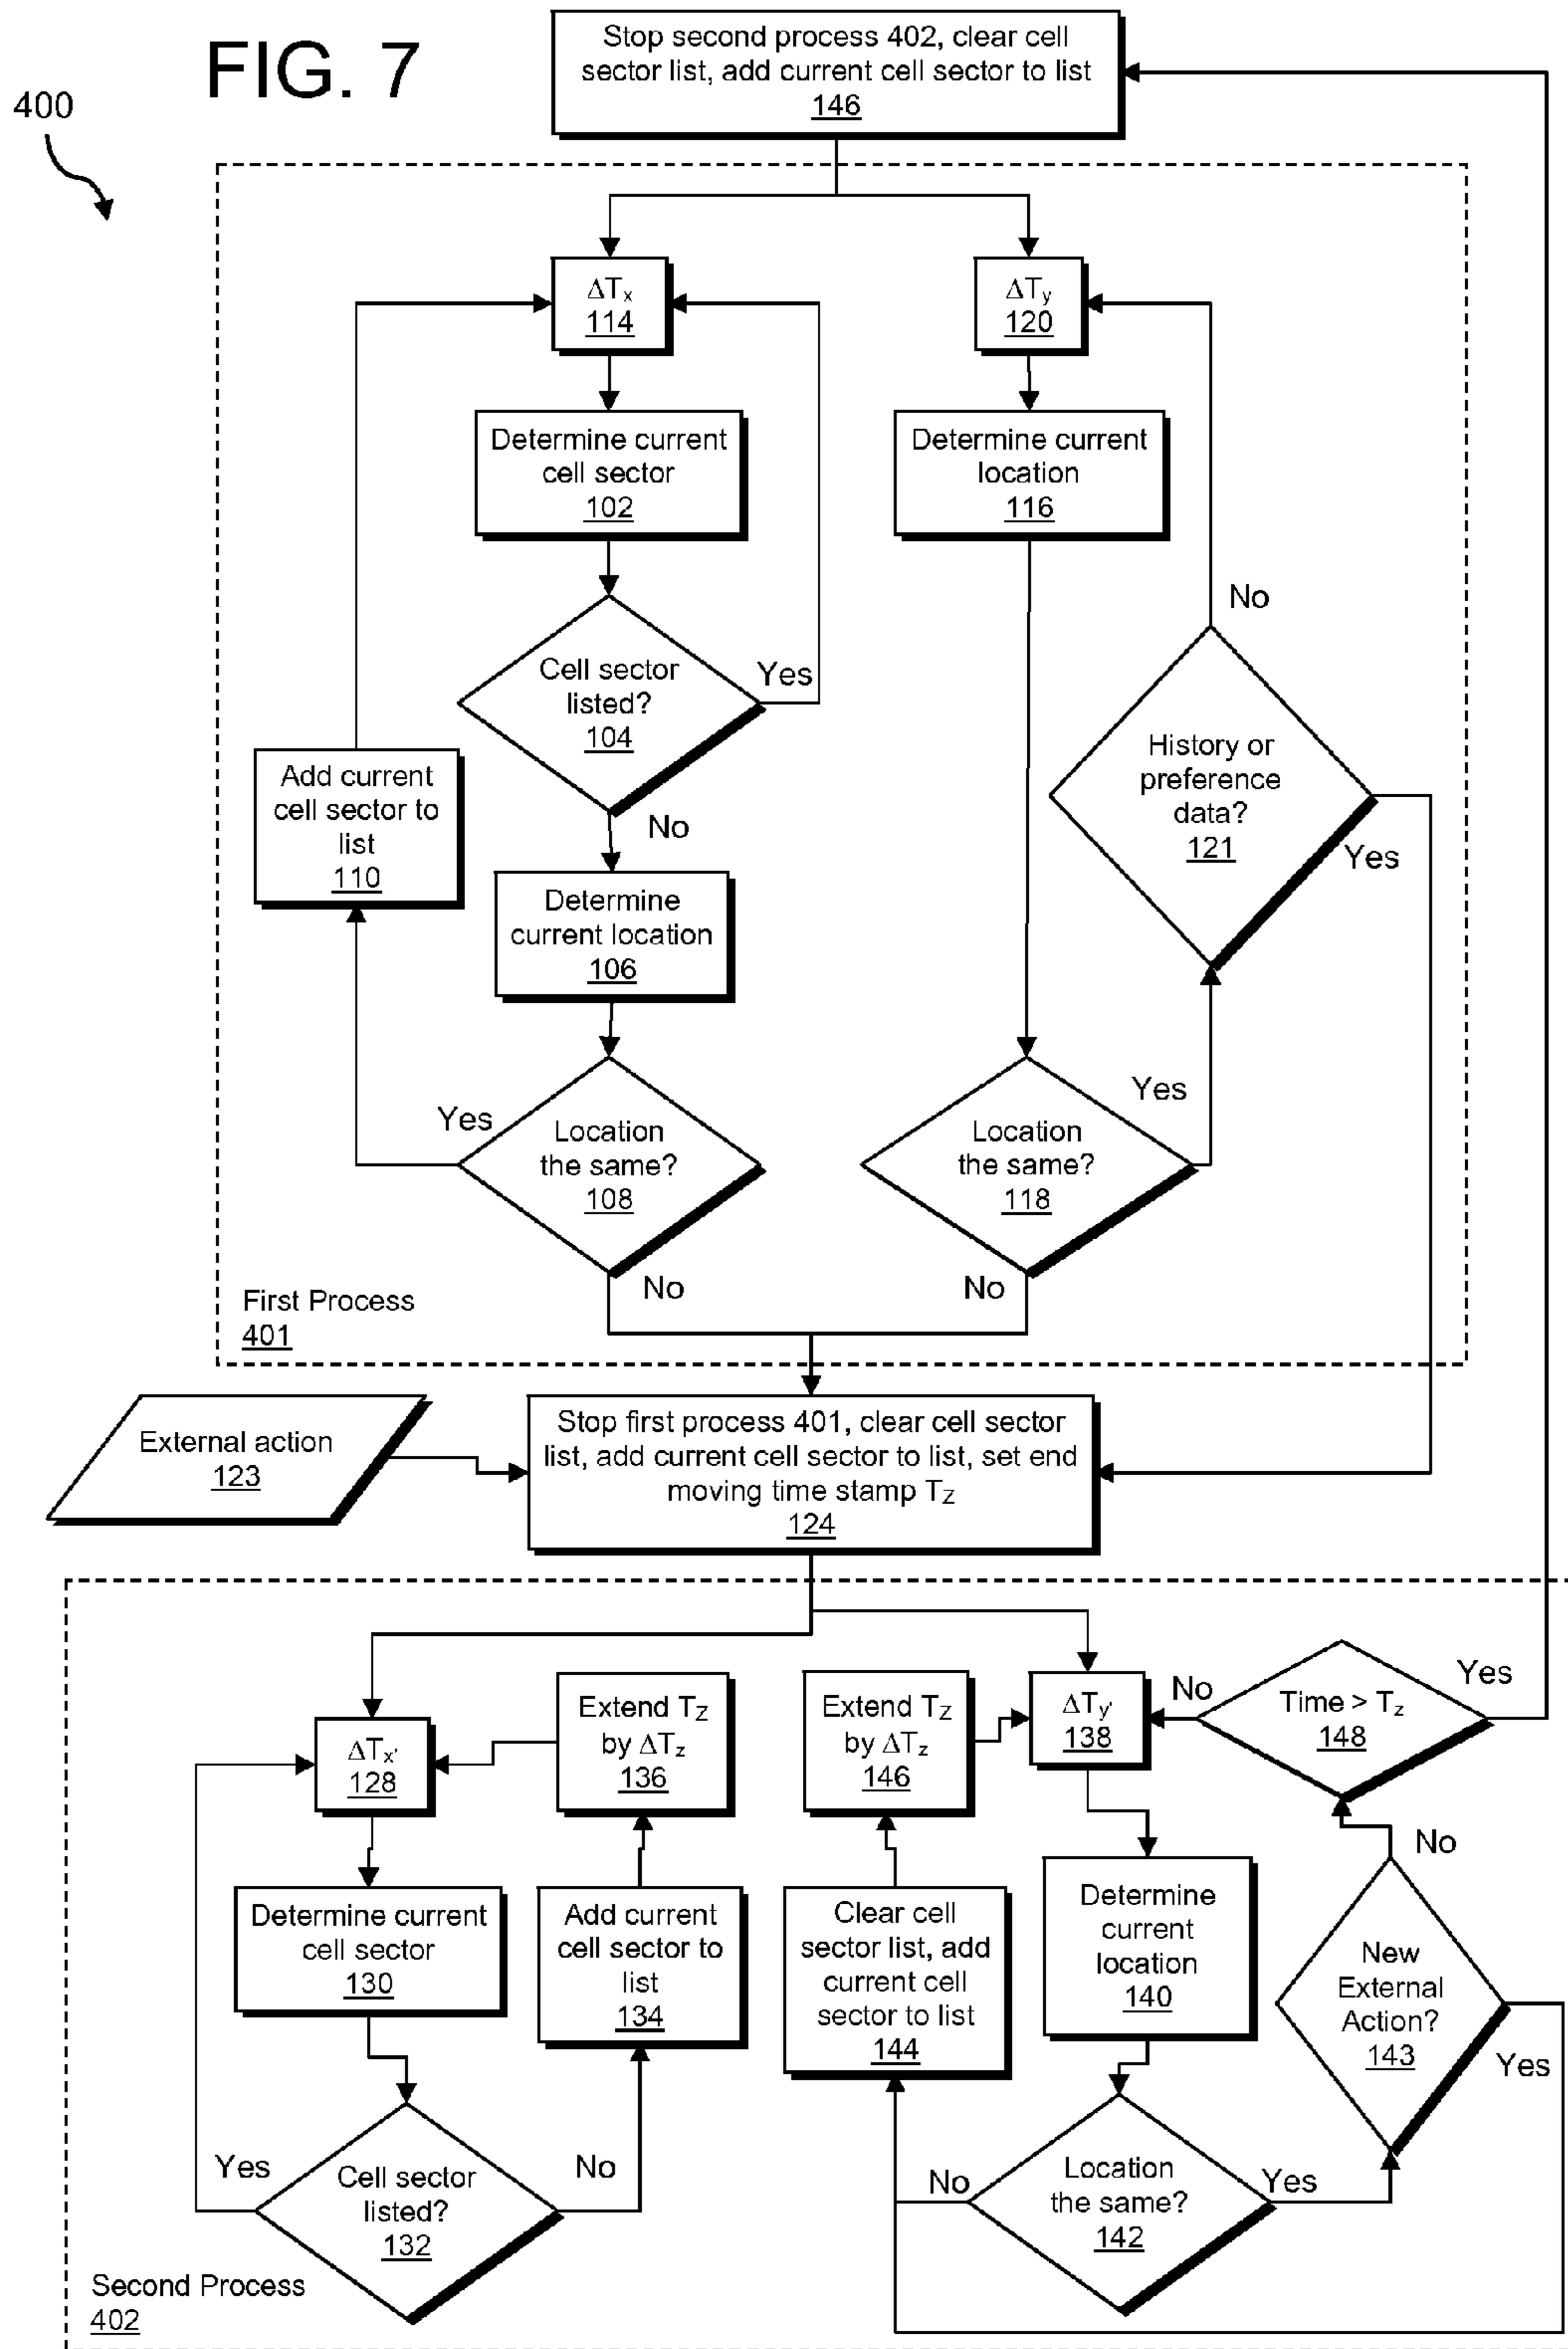 FIG. 7
400
Stop second process 402, clear cell
sector list, add current cell sector to list
146
ΔTx
114
ΔTy
120
Determine current
cell sector
102
Determine current
location
116
No
Cell sector
listed?
104
Yes
History or
preference
data?
121
Yes
Add current
cell sector to
list
110
No
Determine
current location
106
Yes
Location
the same?
108
No
Location
the same?
118
Yes
No
First Process
401
External action
123
Stop first process 401, clear cell sector
list, add current cell sector to list, set end
moving time stamp TZ
124
ΔTx'
128
Extend TZ
by ΔTz
136
Extend TZ
by ΔTz
146
ΔTy'
138
No
Time > Tz
148
Yes
Determine current
cell sector
130
Add current
cell sector to
list
134
Clear cell
sector list, add
current cell
sector to list
144
Determine
current
location
140
No
New
External
Action?
143
Yes
Yes
Cell sector
listed?
132
No
No
Location
the same?
142
Yes
Second Process
402